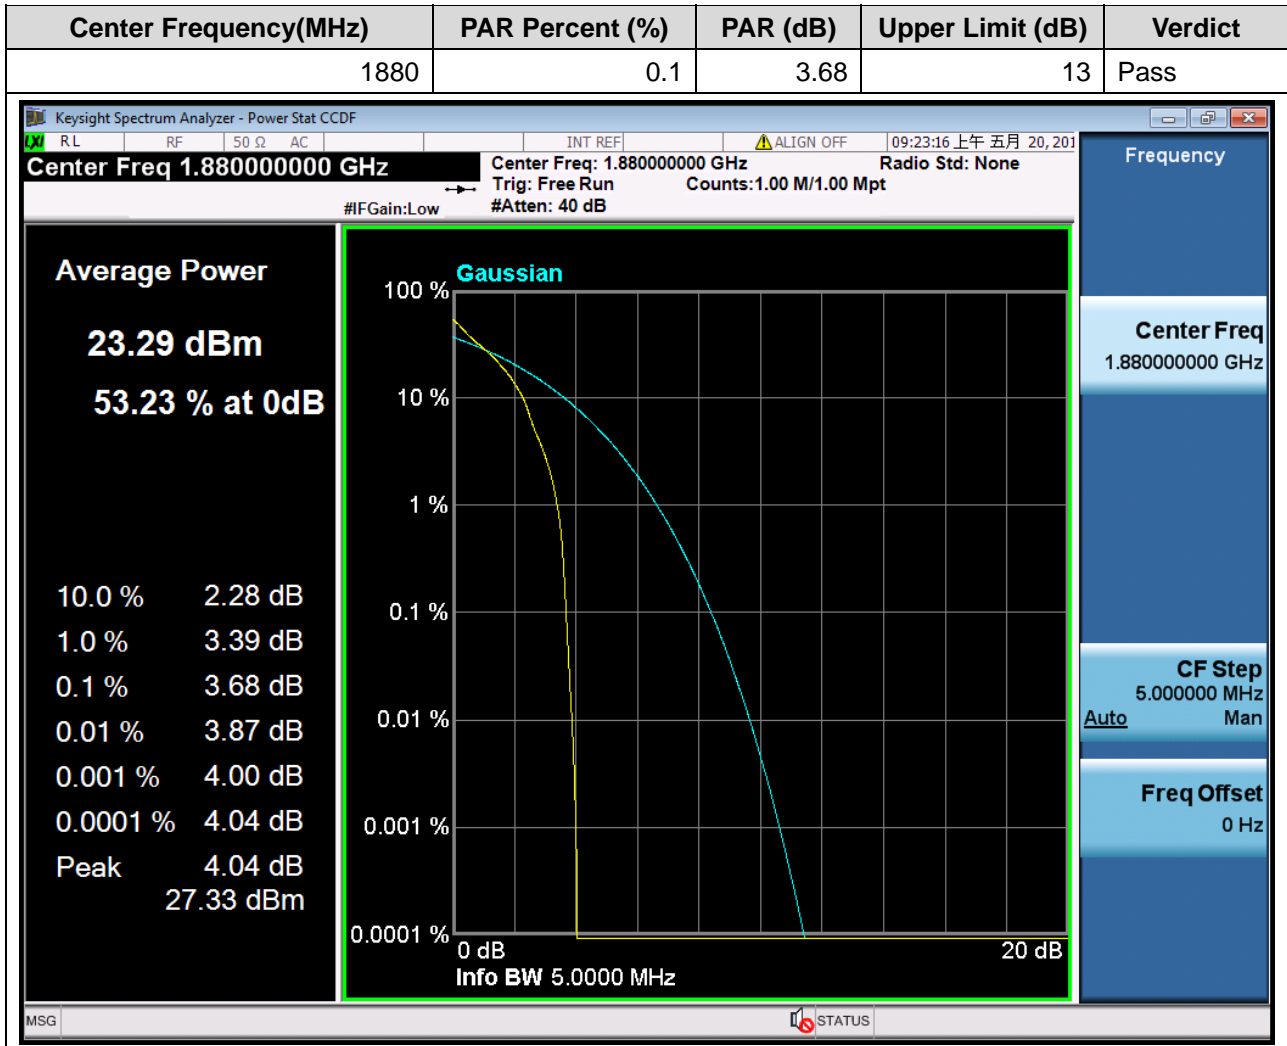 Center Frequency(MHz) PAR Percent (%) PAR (dB) Upper Limit (dB) Verdict
1880 0.1 3.68 13 Pass
Keysight Spectrum Analyzer - Power Stat CCDF
LXI RL RF 50 Ω AC INT REF ALIGN OFF 09:23:16 上午 五月 20, 201
Center Freq 1.880000000 GHz
Center Freq: 1.880000000 GHz Radio Std: None
Trig: Free Run Counts:1.00 M/1.00 Mpt
#IFGain:Low #Atten: 40 dB
Average Power
23.29 dBm
53.23 % at 0dB
10.0 % 2.28 dB
1.0 % 3.39 dB
0.1 % 3.68 dB
0.01 % 3.87 dB
0.001 % 4.00 dB
0.0001 % 4.04 dB
Peak 4.04 dB
27.33 dBm
Gaussian
100 %
10 %
1 %
0.1 %
0.01 %
0.001 %
0.0001 %
0 dB 20 dB
Info BW 5.0000 MHz
Frequency
Center Freq
1.880000000 GHz
CF Step
5.000000 MHz
Auto Man
Freq Offset
0 Hz
MSG STATUS